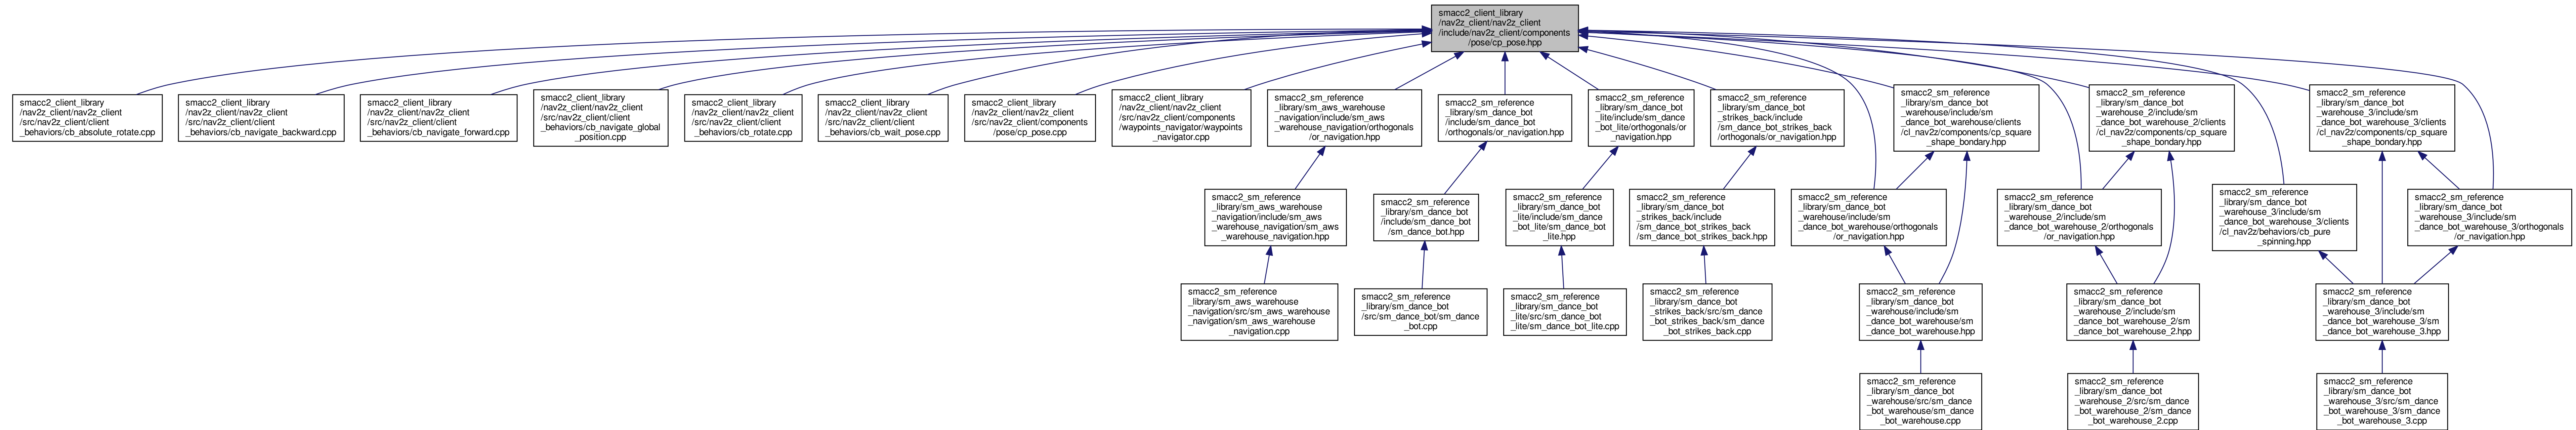 smacc2_client_library
/nav2z_client/nav2z_client
/include/nav2z_client/components
/pose/cp_pose.hpp
smacc2_client_library
/nav2z_client/nav2z_client
/src/nav2z_client/client
_behaviors/cb_absolute_rotate.cpp
smacc2_client_library
/nav2z_client/nav2z_client
/src/nav2z_client/client
_behaviors/cb_navigate_backward.cpp
smacc2_client_library
/nav2z_client/nav2z_client
/src/nav2z_client/client
_behaviors/cb_navigate_forward.cpp
smacc2_client_library
/nav2z_client/nav2z_client
/src/nav2z_client/client
_behaviors/cb_navigate_global
_position.cpp
smacc2_client_library
/nav2z_client/nav2z_client
/src/nav2z_client/client
_behaviors/cb_rotate.cpp
smacc2_client_library
/nav2z_client/nav2z_client
/src/nav2z_client/client
_behaviors/cb_wait_pose.cpp
smacc2_client_library
/nav2z_client/nav2z_client
/src/nav2z_client/components
/pose/cp_pose.cpp
smacc2_client_library
/nav2z_client/nav2z_client
/src/nav2z_client/components
/waypoints_navigator/waypoints
_navigator.cpp
smacc2_sm_reference
_library/sm_aws_warehouse
_navigation/include/sm_aws
_warehouse_navigation/orthogonals
/or_navigation.hpp
smacc2_sm_reference
_library/sm_dance_bot
/include/sm_dance_bot
/orthogonals/or_navigation.hpp
smacc2_sm_reference
_library/sm_dance_bot
_lite/include/sm_dance
_bot_lite/orthogonals/or
_navigation.hpp
smacc2_sm_reference
_library/sm_dance_bot
_strikes_back/include
/sm_dance_bot_strikes_back
/orthogonals/or_navigation.hpp
smacc2_sm_reference
_library/sm_dance_bot
_warehouse/include/sm
_dance_bot_warehouse/clients
/cl_nav2z/components/cp_square
_shape_bondary.hpp
smacc2_sm_reference
_library/sm_dance_bot
_warehouse_2/include/sm
_dance_bot_warehouse_2/clients
/cl_nav2z/components/cp_square
_shape_bondary.hpp
smacc2_sm_reference
_library/sm_dance_bot
_warehouse_3/include/sm
_dance_bot_warehouse_3/clients
/cl_nav2z/components/cp_square
_shape_bondary.hpp
smacc2_sm_reference
_library/sm_aws_warehouse
_navigation/include/sm_aws
_warehouse_navigation/sm_aws
_warehouse_navigation.hpp
smacc2_sm_reference
_library/sm_dance_bot
/include/sm_dance_bot
/sm_dance_bot.hpp
smacc2_sm_reference
_library/sm_dance_bot
_lite/include/sm_dance
_bot_lite/sm_dance_bot
_lite.hpp
smacc2_sm_reference
_library/sm_dance_bot
_strikes_back/include
/sm_dance_bot_strikes_back
/sm_dance_bot_strikes_back.hpp
smacc2_sm_reference
_library/sm_dance_bot
_warehouse/include/sm
_dance_bot_warehouse/orthogonals
/or_navigation.hpp
smacc2_sm_reference
_library/sm_dance_bot
_warehouse_2/include/sm
_dance_bot_warehouse_2/orthogonals
/or_navigation.hpp
smacc2_sm_reference
_library/sm_dance_bot
_warehouse_3/include/sm
_dance_bot_warehouse_3/clients
/cl_nav2z/behaviors/cb_pure
_spinning.hpp
smacc2_sm_reference
_library/sm_dance_bot
_warehouse_3/include/sm
_dance_bot_warehouse_3/orthogonals
/or_navigation.hpp
smacc2_sm_reference
_library/sm_aws_warehouse
_navigation/src/sm_aws_warehouse
_navigation/sm_aws_warehouse
_navigation.cpp
smacc2_sm_reference
_library/sm_dance_bot
/src/sm_dance_bot/sm_dance
_bot.cpp
smacc2_sm_reference
_library/sm_dance_bot
_lite/src/sm_dance_bot
_lite/sm_dance_bot_lite.cpp
smacc2_sm_reference
_library/sm_dance_bot
_strikes_back/src/sm_dance
_bot_strikes_back/sm_dance
_bot_strikes_back.cpp
smacc2_sm_reference
_library/sm_dance_bot
_warehouse/include/sm
_dance_bot_warehouse/sm
_dance_bot_warehouse.hpp
smacc2_sm_reference
_library/sm_dance_bot
_warehouse_2/include/sm
_dance_bot_warehouse_2/sm
_dance_bot_warehouse_2.hpp
smacc2_sm_reference
_library/sm_dance_bot
_warehouse_3/include/sm
_dance_bot_warehouse_3/sm
_dance_bot_warehouse_3.hpp
smacc2_sm_reference
_library/sm_dance_bot
_warehouse/src/sm_dance
_bot_warehouse/sm_dance
_bot_warehouse.cpp
smacc2_sm_reference
_library/sm_dance_bot
_warehouse_2/src/sm_dance
_bot_warehouse_2/sm_dance
_bot_warehouse_2.cpp
smacc2_sm_reference
_library/sm_dance_bot
_warehouse_3/src/sm_dance
_bot_warehouse_3/sm_dance
_bot_warehouse_3.cpp